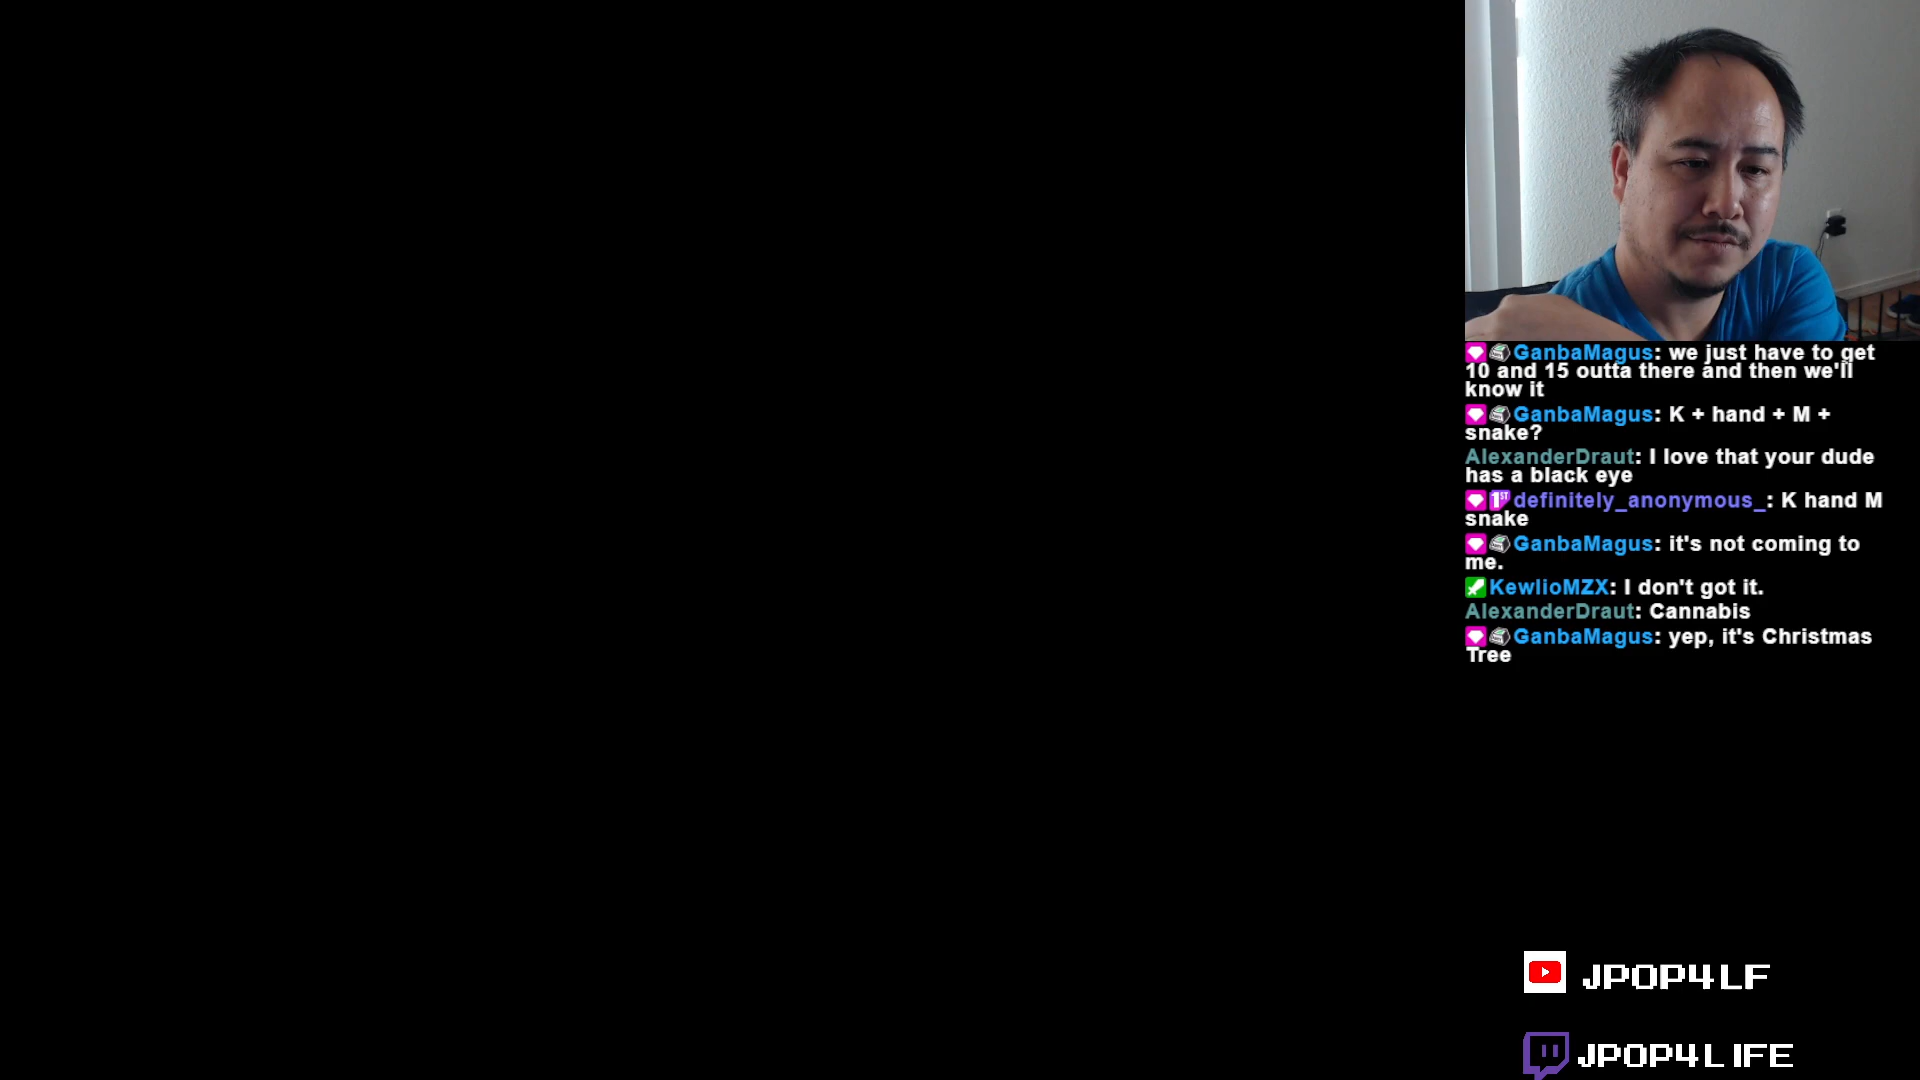 GanbaMagus: we just have to get
10 and 15 outta there and then we'll
know it
GanbaMagus: K + hand + M +
snake?
AlexanderDraut: I love that your dude
has a black eye
1ST definitely_anonymous_: K hand M
snake
GanbaMagus: it's not coming to
me.
KewlioMZX: I don't got it.
AlexanderDraut: Cannabis
GanbaMagus: yep, it's Christmas
Tree
JPOP4LF
JPOP4LIFE